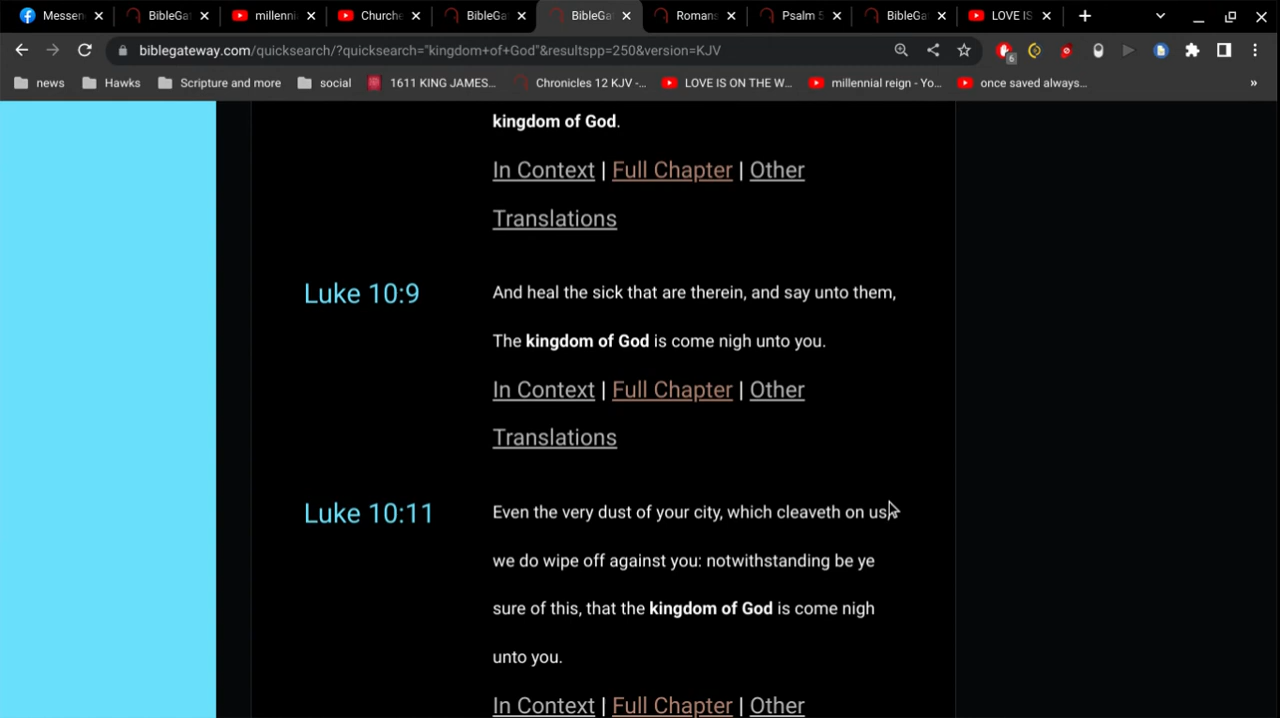 Messen
BibleGat
millenni
Churche
BibleGat
BibleGa
Romans
Psalm 5
BibleGat
LOVE IS
biblegateway.com/quicksearch/?quicksearch="kingdom+of+God"&resultspp=250&version=KJV
6
news
Hawks
Scripture and more
social
1611 KING JAMES...
Chronicles 12 KJV -...
LOVE IS ON THE W...
millennial reign - Yo...
once saved always...
»
kingdom of God.
In Context | Full Chapter | Other
Translations
Luke 10:9
And heal the sick that are therein, and say unto them,
The kingdom of God is come nigh unto you.
In Context | Full Chapter | Other
Translations
Luke 10:11
Even the very dust of your city, which cleaveth on us,
we do wipe off against you: notwithstanding be ye
sure of this, that the kingdom of God is come nigh
unto you.
In Context | Full Chapter | Other